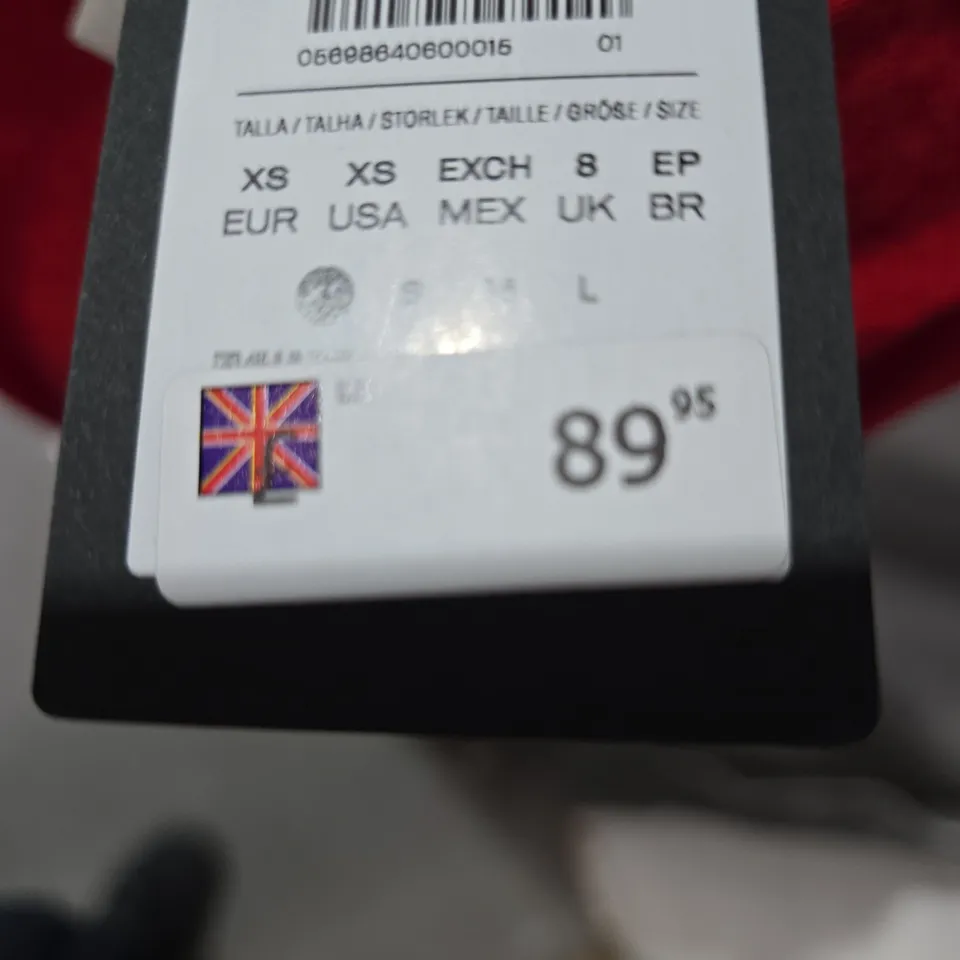 05698640600015 01
TALLA / TALHA / STORLEK / TAILLE / GRÖßE / SIZE
XS XS EXCH 8 EP
EUR USA MEX UK BR
S M L
£ 89.95